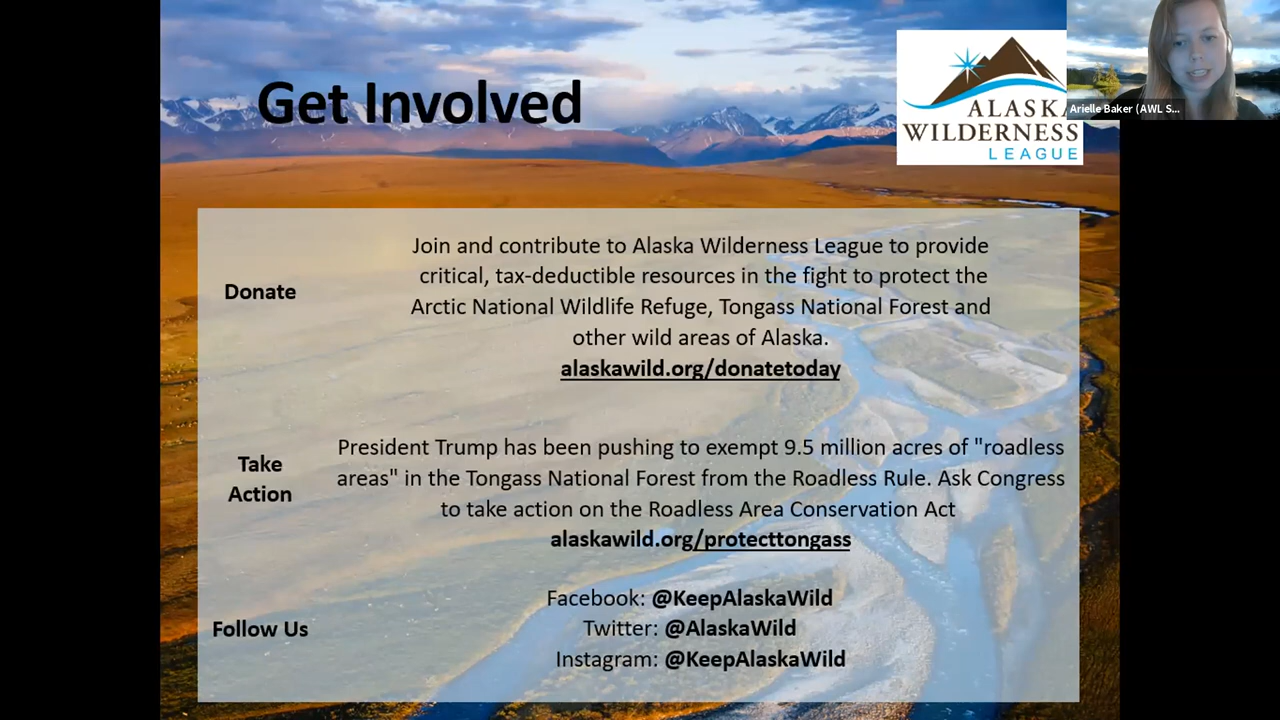 Get Involved
ALASKA
WILDERNESS
LEAGUE
Arielle Baker (AWL S...
Donate
Join and contribute to Alaska Wilderness League to provide
critical, tax-deductible resources in the fight to protect the
Arctic National Wildlife Refuge, Tongass National Forest and
other wild areas of Alaska.
alaskawild.org/donatetoday
Take
Action
President Trump has been pushing to exempt 9.5 million acres of "roadless
areas" in the Tongass National Forest from the Roadless Rule. Ask Congress
to take action on the Roadless Area Conservation Act
alaskawild.org/protecttongass
Follow Us
Facebook: @KeepAlaskaWild
Twitter: @AlaskaWild
Instagram: @KeepAlaskaWild